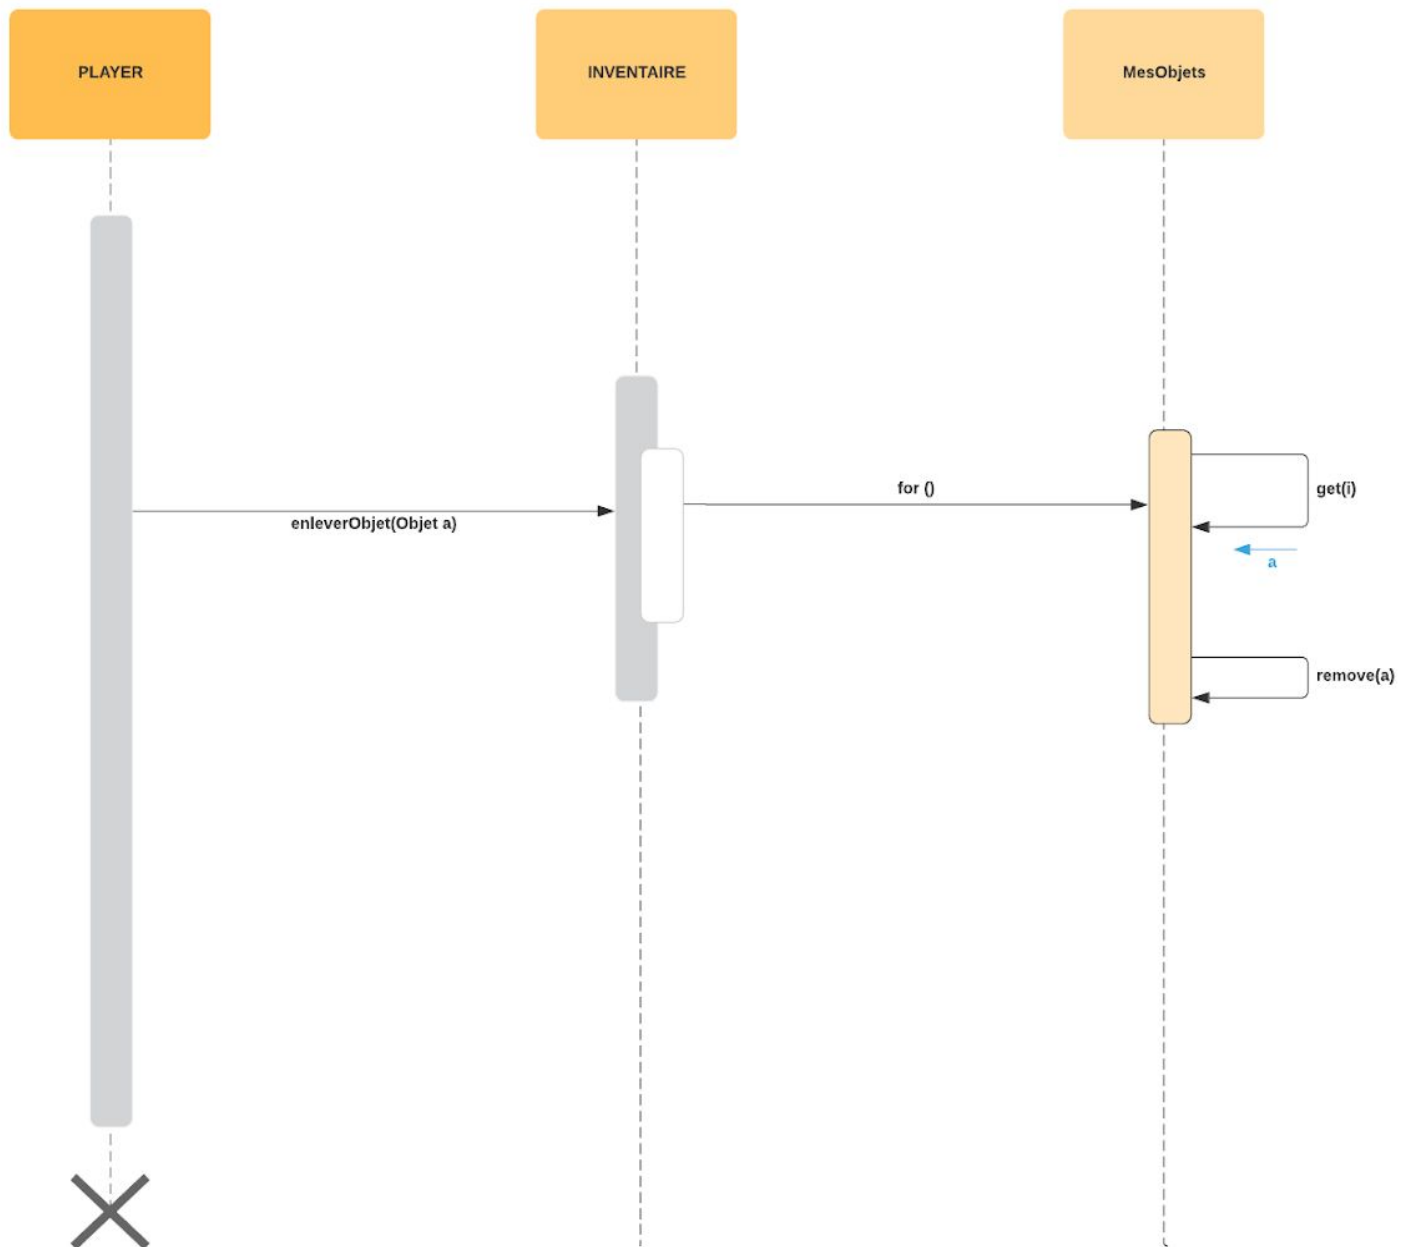 PLAYER
INVENTAIRE
MesObjets
for ()
get(i)
enleverObjet(Objet a)
a
remove(a)